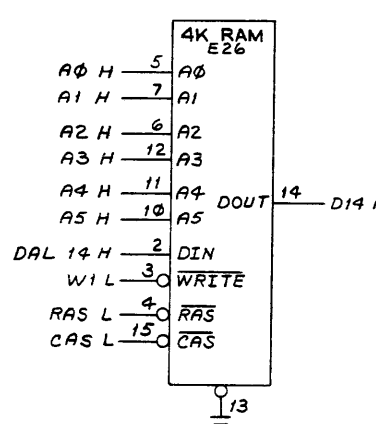 4K RAM
E26
AØ H 5 AØ
A1 H 7 A1
A2 H 6 A2
A3 H 12 A3
A4 H 11 A4
A5 H 1Ø A5
DOUT 14 D14
DAL 14 H 2 DIN
W1 L 3 WRITE
RAS L 4 RAS
CAS L 15 CAS
13